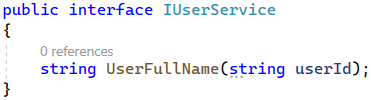 public interface IUserService
{
0 references
string UserFullName(string userId);
}